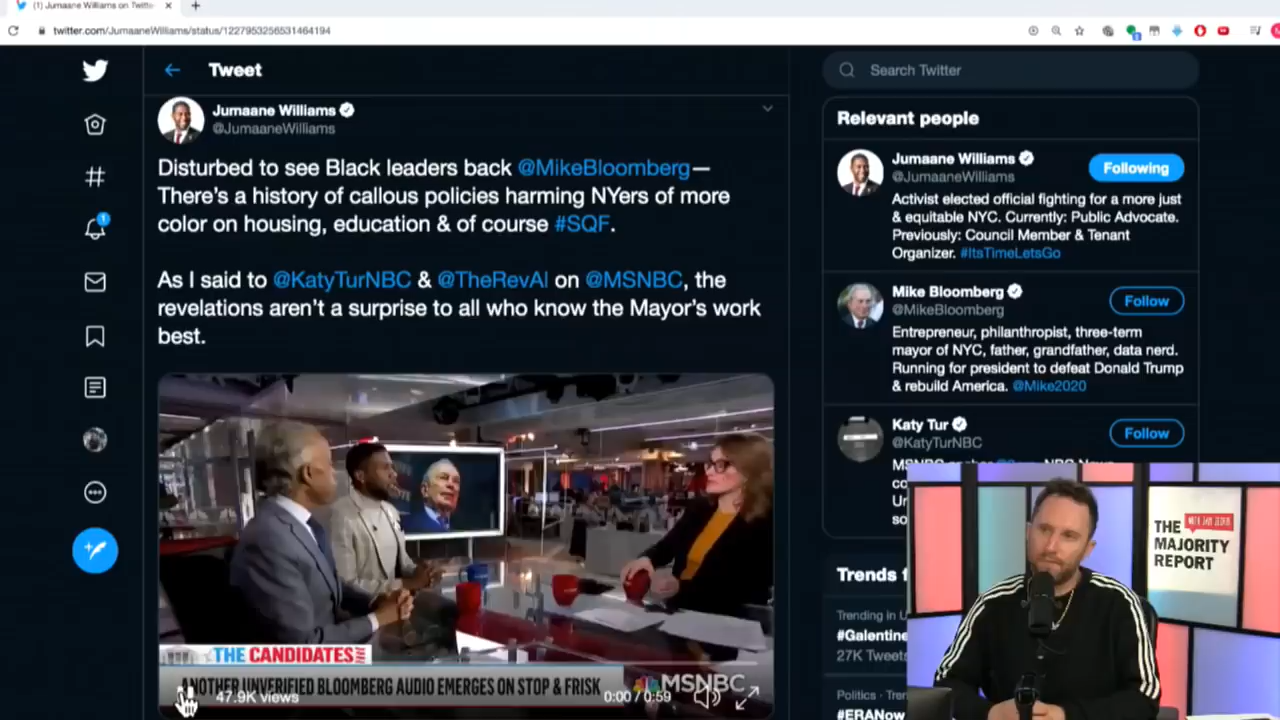 (1) Jumaane Williams on Twitte
twitter.com/JumaaneWilliams/status/1227953256531464194
Tweet
Jumaane Williams
@JumaaneWilliams
Disturbed to see Black leaders back @MikeBloomberg—
There's a history of callous policies harming NYers of more
color on housing, education & of course #SQF.
As I said to @KatyTurNBC & @TheRevAl on @MSNBC, the
revelations aren't a surprise to all who know the Mayor's work
best.
THE CANDIDATES
ANOTHER UNVERIFIED BLOOMBERG AUDIO EMERGES ON STOP & FRISK
MSNBC
47.9K views
0:00 / 0:59
1
Search Twitter
Relevant people
Jumaane Williams
@JumaaneWilliams
Following
Activist elected official fighting for a more just
& equitable NYC. Currently: Public Advocate.
Previously: Council Member & Tenant
Organizer. #ItsTimeLetsGo
Mike Bloomberg
@MikeBloomberg
Follow
Entrepreneur, philanthropist, three-term
mayor of NYC, father, grandfather, data nerd.
Running for president to defeat Donald Trump
& rebuild America. @Mike2020
Katy Tur
@KatyTurNBC
Follow
Trends f
Trending in U
#Galentine
27K Tweets
Politics · Tren
#ERANow
THE
MAJORITY
REPORT
WITH SAM SEDER